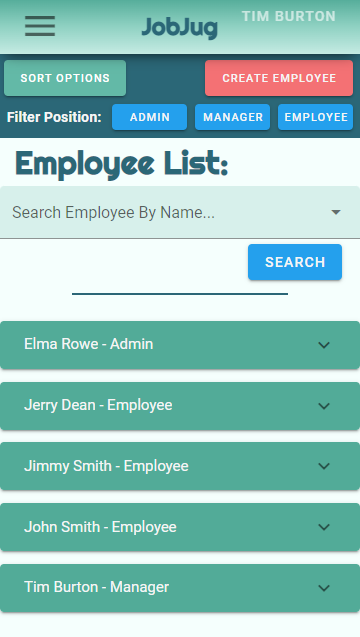 JobJug
TIM BURTON
SORT OPTIONS
CREATE EMPLOYEE
Filter Position:
ADMIN
MANAGER
EMPLOYEE
Employee List:
Search Employee By Name...
SEARCH
Elma Rowe - Admin
Jerry Dean - Employee
Jimmy Smith - Employee
John Smith - Employee
Tim Burton - Manager